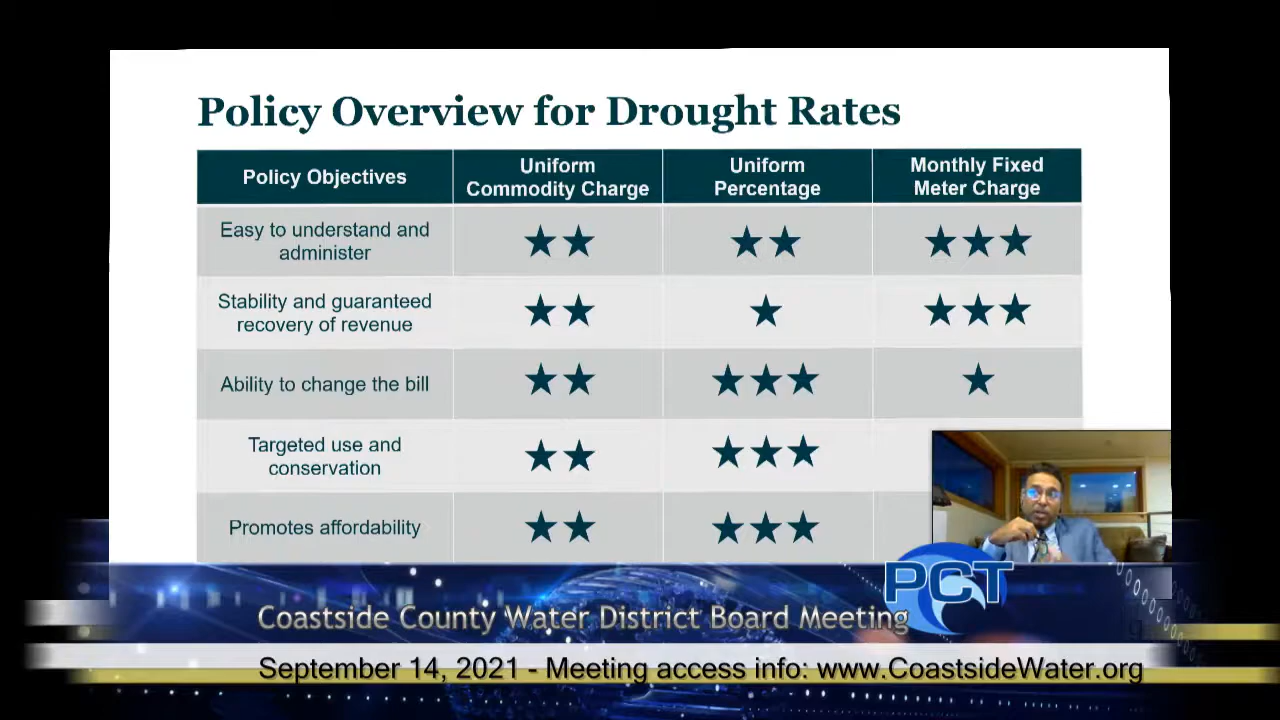 Policy Overview for Drought Rates
Policy Objectives
Uniform
Commodity Charge
Uniform
Percentage
Monthly Fixed
Meter Charge
Easy to understand and
administer
★★
★★
★★★
Stability and guaranteed
recovery of revenue
★★
★
★★★
Ability to change the bill
★★
★★★
★
Targeted use and
conservation
★★
★★★
Promotes affordability
★★
★★★
PCT
Coastside County Water District Board Meeting
September 14, 2021 - Meeting access info: www.CoastsideWater.org